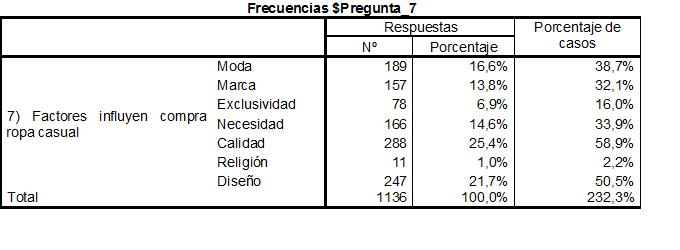 Frecuencias $Pregunta_7
Respuestas Porcentaje de casos
Nº Porcentaje
7) Factores influyen compra ropa casual
Moda 189 16,6% 38,7%
Marca 157 13,8% 32,1%
Exclusividad 78 6,9% 16,0%
Necesidad 166 14,6% 33,9%
Calidad 288 25,4% 58,9%
Religión 11 1,0% 2,2%
Diseño 247 21,7% 50,5%
Total 1136 100,0% 232,3%